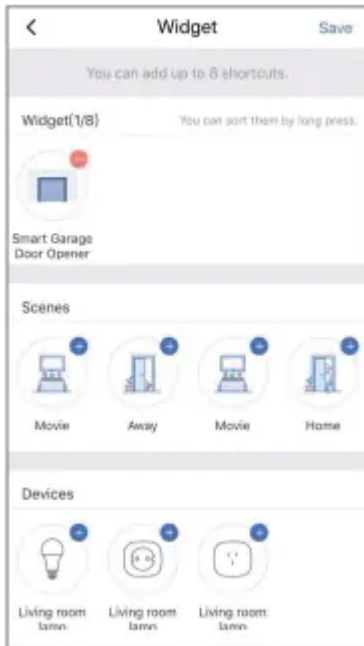 Widget
Save
You can add up to 8 shortcuts.
Widget(1/8)
You can sort them by long press.
Smart Garage
Door Opener
Scenes
Movie
Away
Movie
Home
Devices
Living room
Living room
Living room
lamp
lamp
lamp